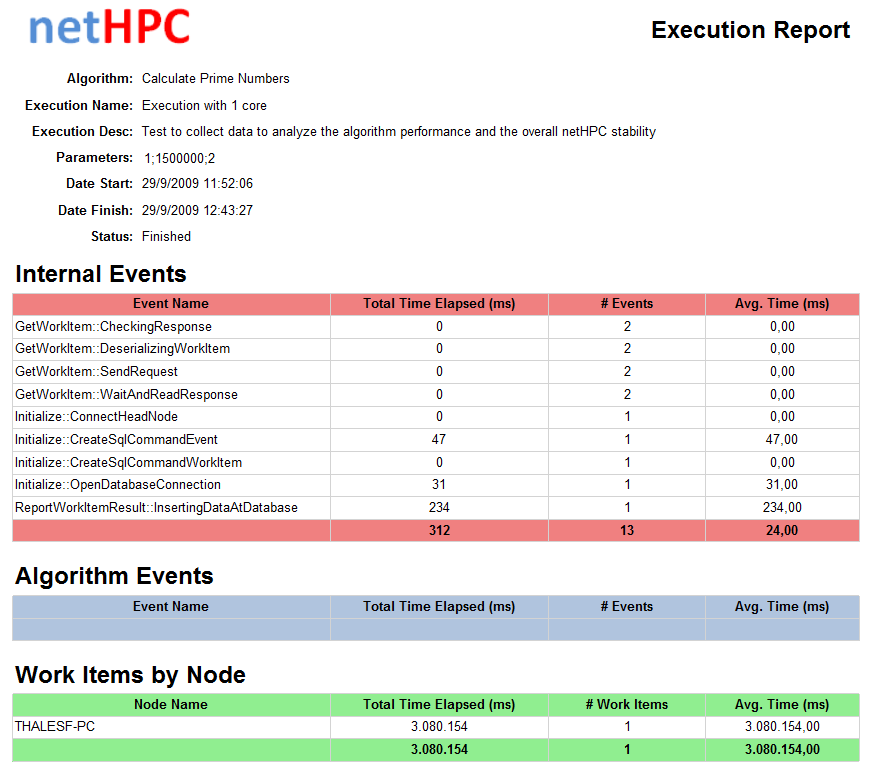 netHPC
Execution Report
Algorithm: Calculate Prime Numbers
Execution Name: Execution with 1 core
Execution Desc: Test to collect data to analyze the algorithm performance and the overall netHPC stability
Parameters: 1;1500000;2
Date Start: 29/9/2009 11:52:06
Date Finish: 29/9/2009 12:43:27
Status: Finished
Internal Events
Event Name Total Time Elapsed (ms) # Events Avg. Time (ms)
GetWorkItem::CheckingResponse 0 2 0,00
GetWorkItem::DeserializingWorkItem 0 2 0,00
GetWorkItem::SendRequest 0 2 0,00
GetWorkItem::WaitAndReadResponse 0 2 0,00
Initialize::ConnectHeadNode 0 1 0,00
Initialize::CreateSqlCommandEvent 47 1 47,00
Initialize::CreateSqlCommandWorkItem 0 1 0,00
Initialize::OpenDatabaseConnection 31 1 31,00
ReportWorkItemResult::InsertingDataAtDatabase 234 1 234,00
312 13 24,00
Algorithm Events
Event Name Total Time Elapsed (ms) # Events Avg. Time (ms)
Work Items by Node
Node Name Total Time Elapsed (ms) # Work Items Avg. Time (ms)
THALESF-PC 3.080.154 1 3.080.154,00
3.080.154 1 3.080.154,00